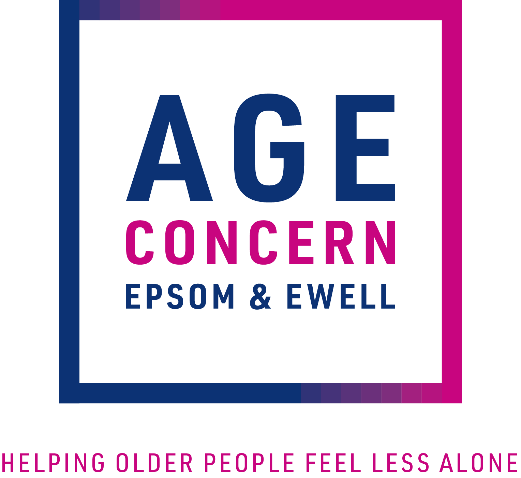 AGE
CONCERN
EPSOM & EWELL
HELPING OLDER PEOPLE FEEL LESS ALONE